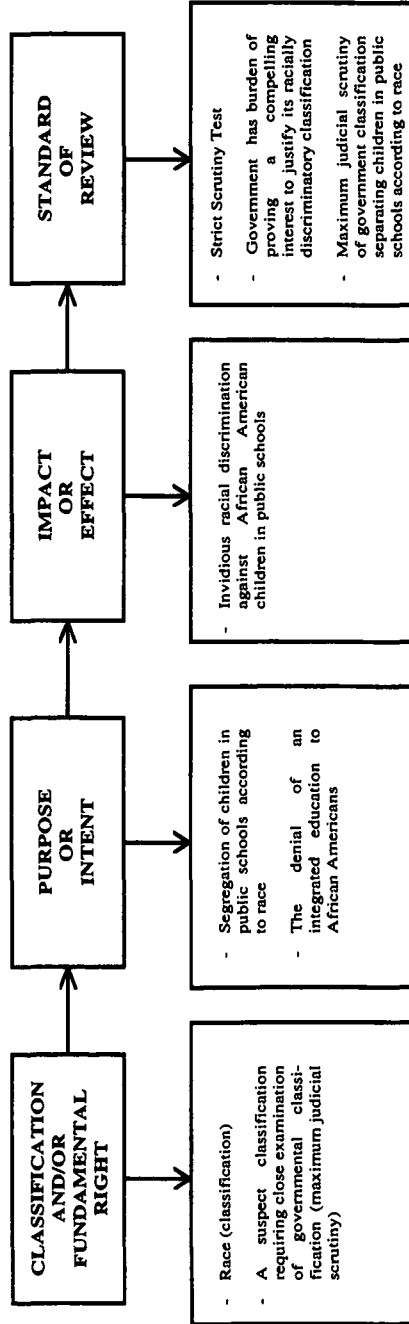 CLASSIFICATION
AND/OR
FUNDAMENTAL
RIGHT
- Race (classification)
- A suspect classification
requiring close examination
of governmental classi-
fication (maximum judicial
scrutiny)
PURPOSE
OR
INTENT
- Segregation of children in
public schools according
to race
- The denial of an
integrated education to
African Americans
IMPACT
OR
EFFECT
- Invidious racial discrimination
against African American
children in public schools
STANDARD
OF
REVIEW
- Strict Scrutiny Test
- Government has burden of
proving a compelling
interest to justify its racially
discriminatory classification
- Maximum judicial scrutiny
of government classification
separating children in public
schools according to race